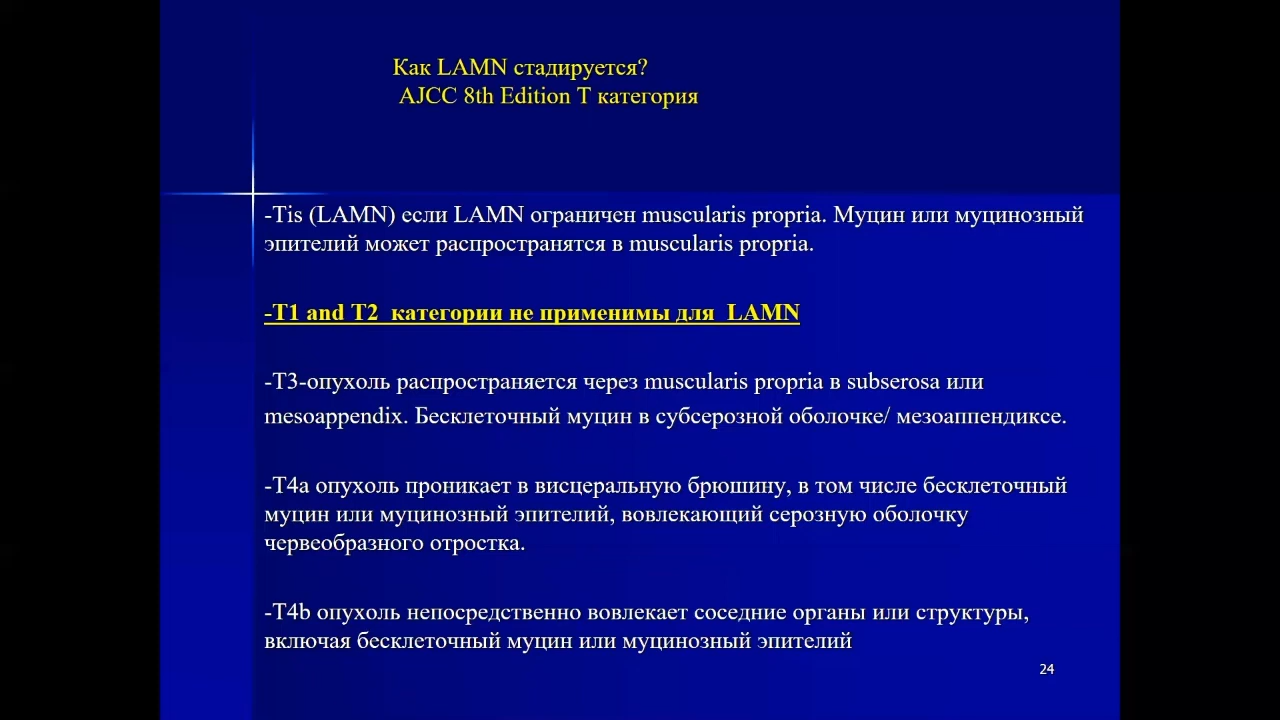 Как LAMN стадируется?
AJCC 8th Edition T категория
-Tis (LAMN) если LAMN ограничен muscularis propria. Муцин или муцинозный
эпителий может распространятся в muscularis propria.
-T1 and T2 категории не применимы для LAMN
-T3-опухоль распространяется через muscularis propria в subserosa или
mesoappendix. Бесклеточный муцин в субсерозной оболочке/ мезоаппендиксе.
-T4a опухоль проникает в висцеральную брюшину, в том числе бесклеточный
муцин или муцинозный эпителий, вовлекающий серозную оболочку
червеобразного отростка.
-T4b опухоль непосредственно вовлекает соседние органы или структуры,
включая бесклеточный муцин или муцинозный эпителий
24